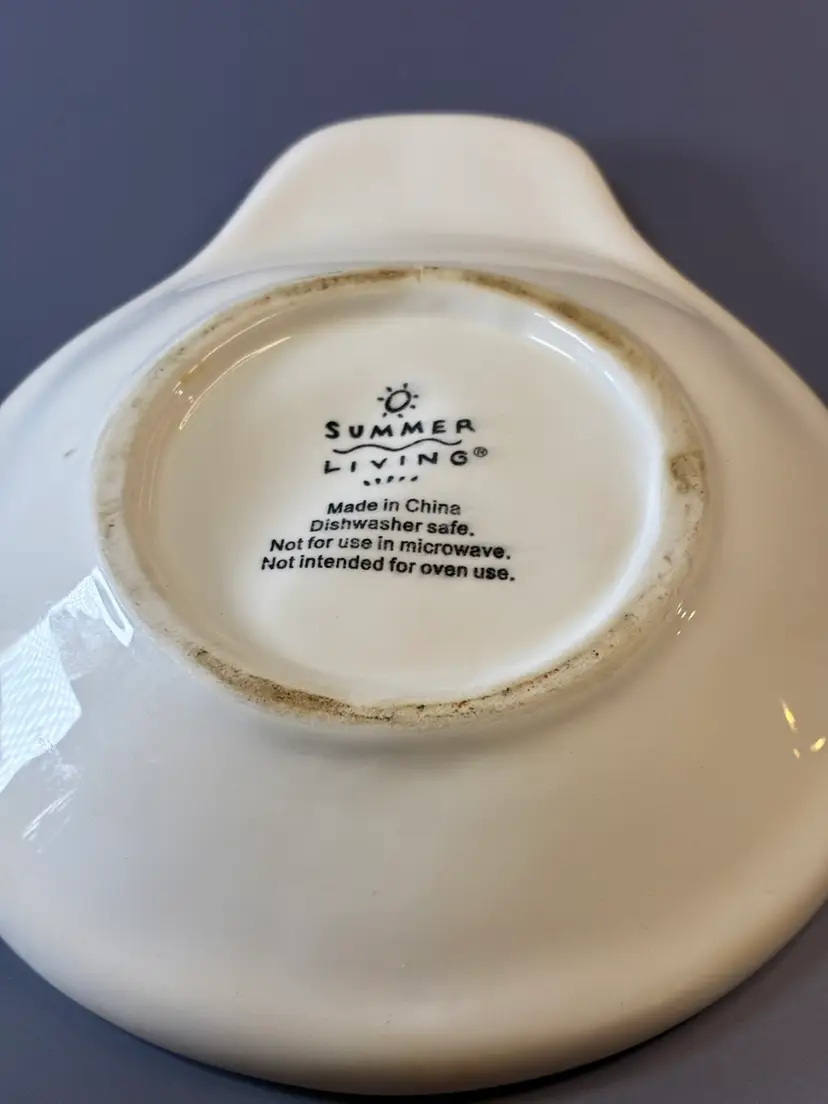 SUMMER
LIVING®
Made in China
Dishwasher safe.
Not for use in microwave.
Not intended for oven use.